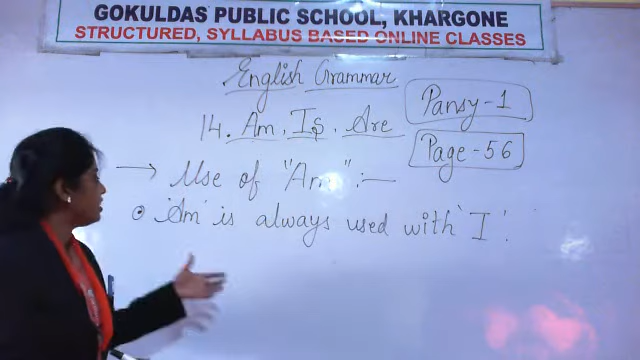 GOKULDAS PUBLIC SCHOOL, KHARGONE
STRUCTURED, SYLLABUS BASED ONLINE CLASSES
English Grammar
Pansy-1
14. Am, Is, Are
Page-56
→ Use of "Am":—
'Am' is always used with 'I'.